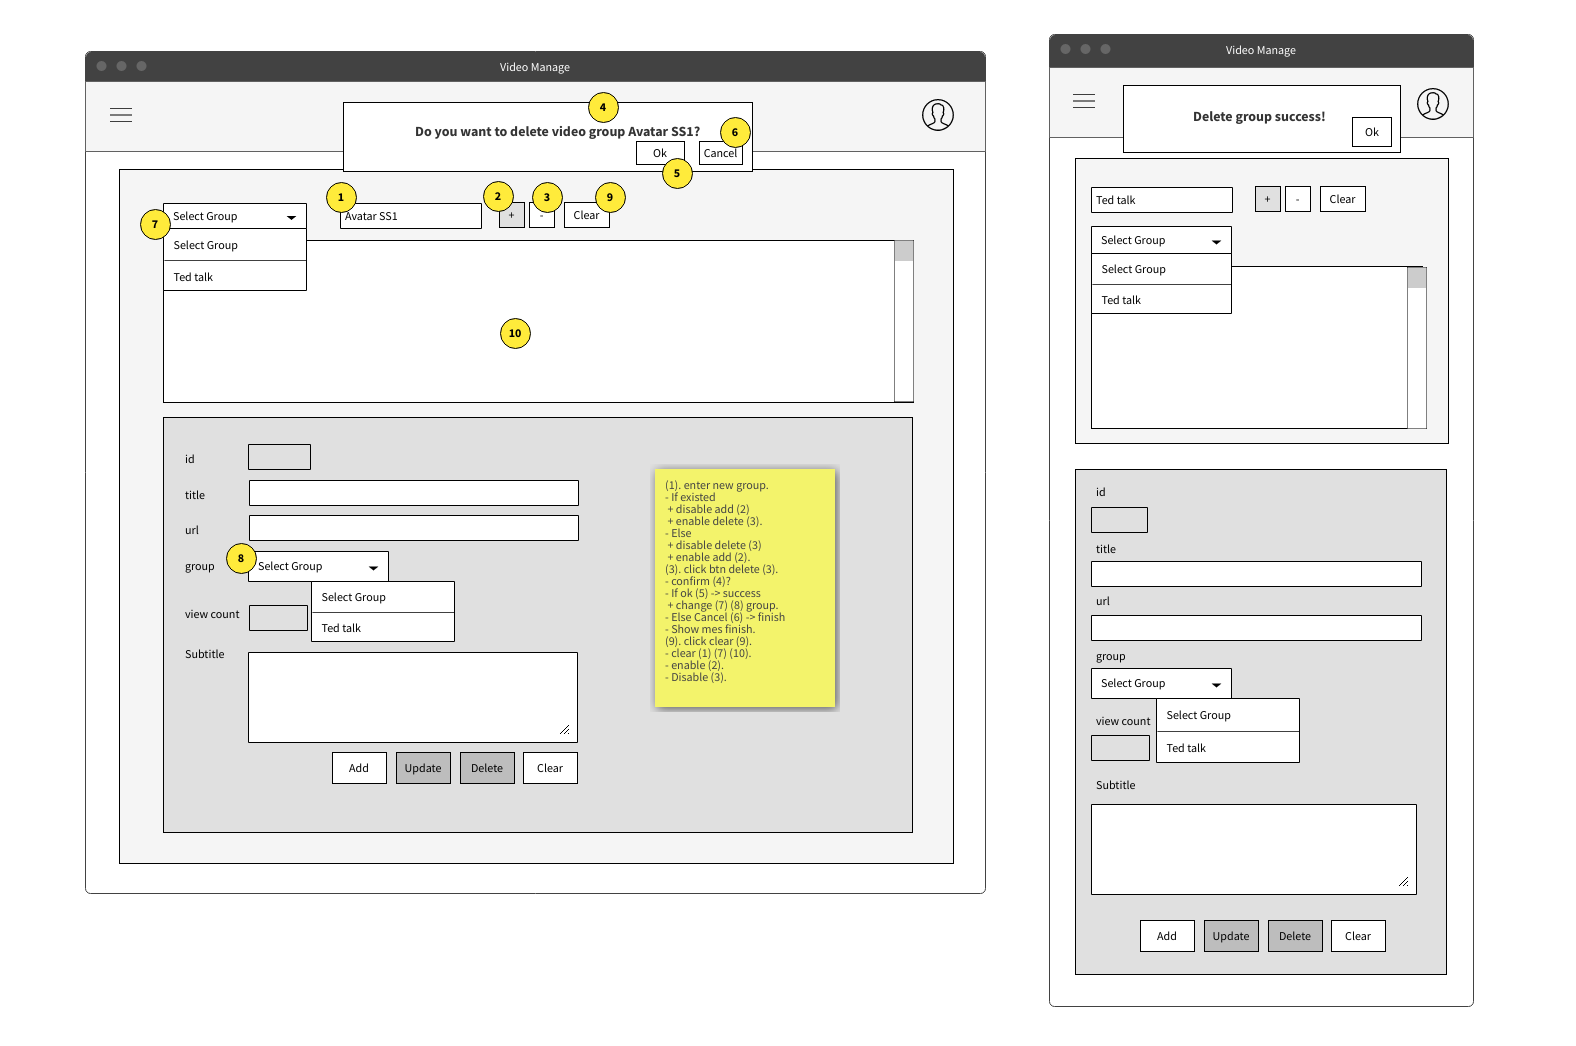 Video Manage
4
Do you want to delete video group Avatar SS1?
6
Ok
Cancel
5
1
2
3
9
7
Select Group
Avatar SS1
+
-
Clear
Select Group
Ted talk
10
id
title
url
8
group
Select Group
Select Group
view count
Ted talk
Subtitle
Add
Update
Delete
Clear
(1). enter new group.
- If existed
+ disable add (2)
+ enable delete (3).
- Else
+ disable delete (3)
+ enable add (2).
(3). click btn delete (3).
- confirm (4)?
- If ok (5) -> success
+ change (7) (8) group.
- Else Cancel (6) -> finish
- Show mes finish.
(9). click clear (9).
- clear (1) (7) (10).
- enable (2).
- Disable (3).
Video Manage
Delete group success!
Ok
Ted talk
+
-
Clear
Select Group
Select Group
Ted talk
id
title
url
group
Select Group
Select Group
view count
Ted talk
Subtitle
Add
Update
Delete
Clear